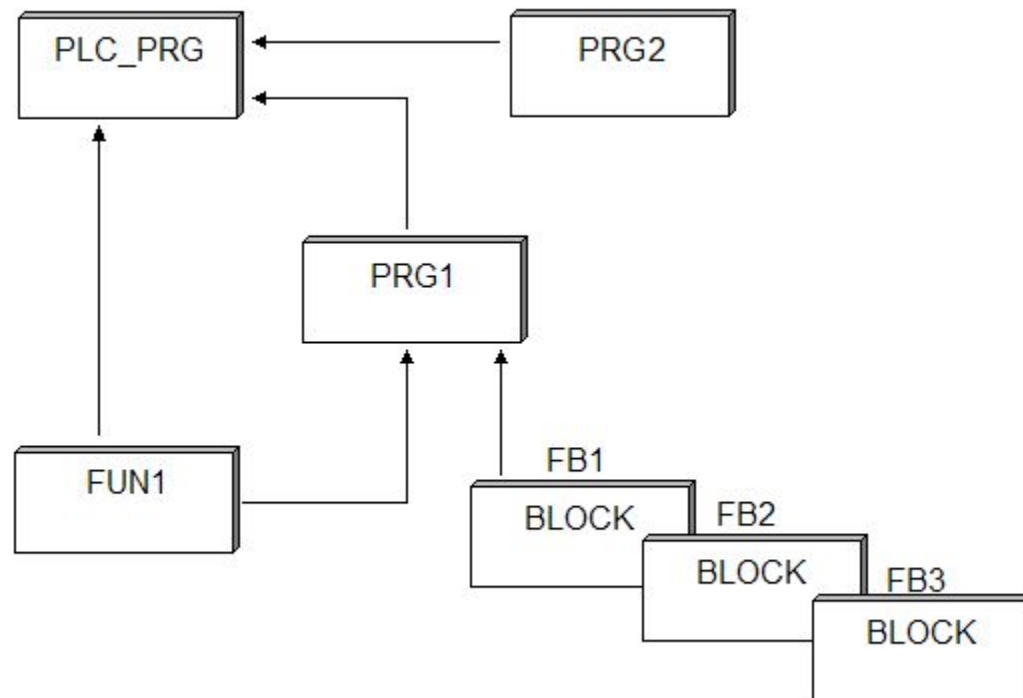 PLC_PRG
PRG2
PRG1
FUN1
FB1
BLOCK
FB2
BLOCK
FB3
BLOCK